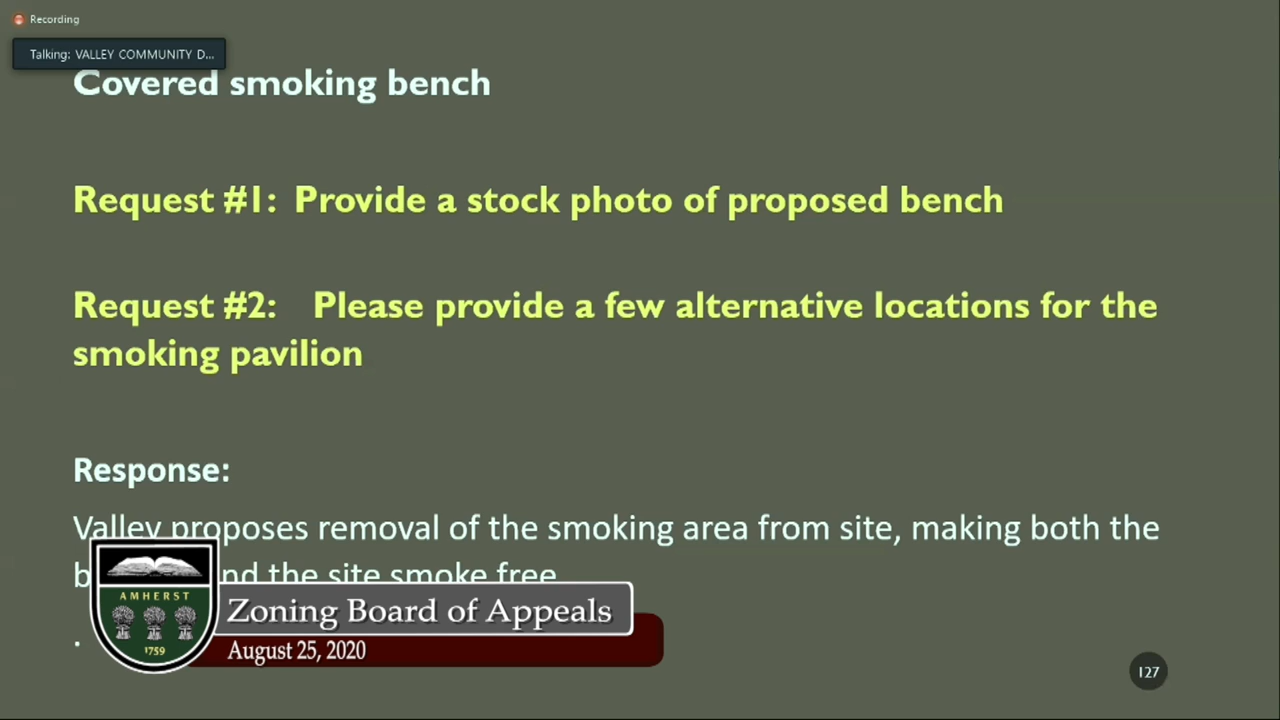 Recording
Talking: VALLEY COMMUNITY D...
Covered smoking bench
Request #1: Provide a stock photo of proposed bench
Request #2: Please provide a few alternative locations for the
smoking pavilion
Response:
Valley proposes removal of the smoking area from site, making both the
the site smoke free
AMHERST
1759
Zoning Board of Appeals
August 25, 2020
127